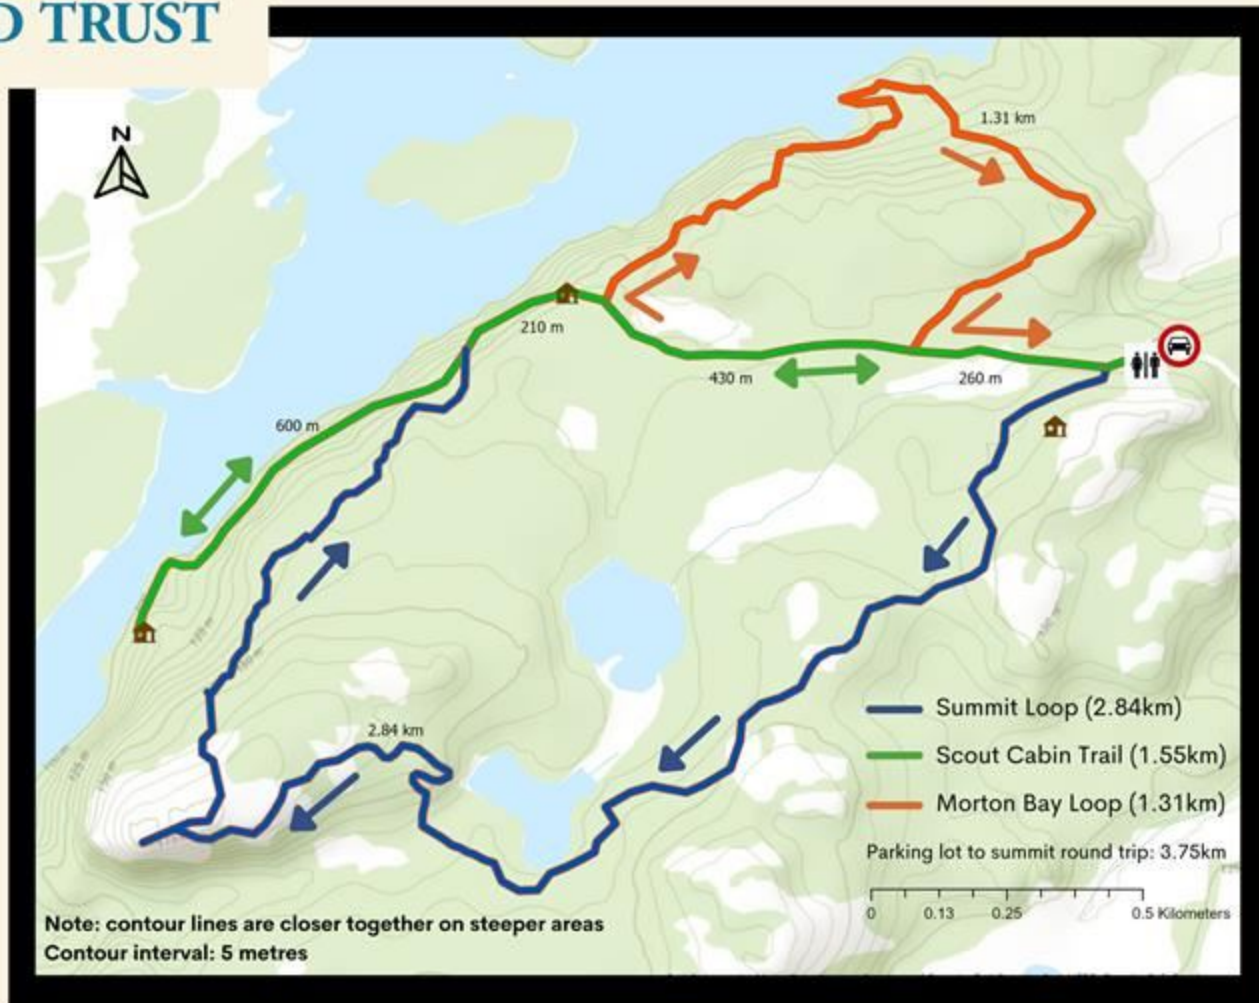 D TRUST
N
1.31 km
210 m
430 m
260 m
600 m
2.84 km
Summit Loop (2.84km)
Scout Cabin Trail (1.55km)
Morton Bay Loop (1.31km)
Parking lot to summit round trip: 3.75km
0 0.13 0.25 0.5 Kilometers
Note: contour lines are closer together on steeper areas
Contour interval: 5 metres